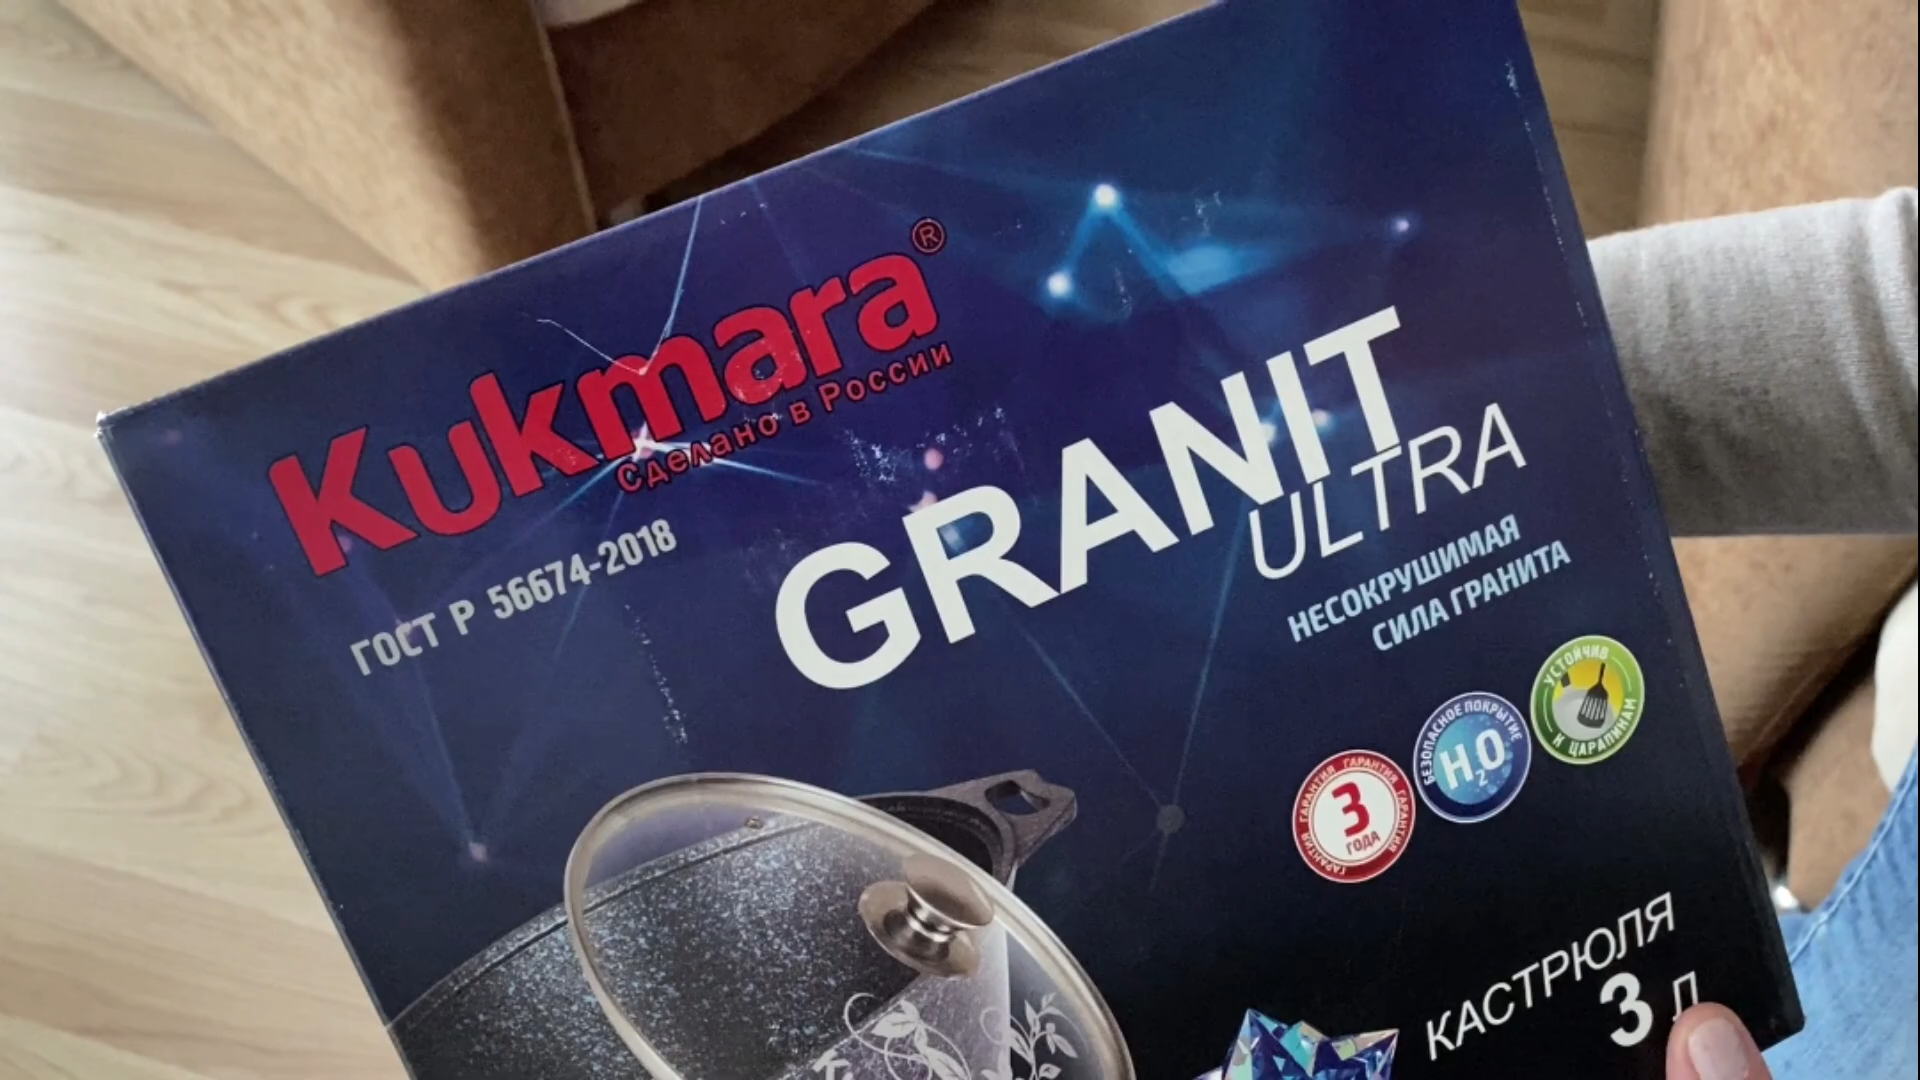 Kukmara®
Сделано в России
ГОСТ Р 56674-2018
GRANIT
ULTRA
НЕСОКРУШИМАЯ
СИЛА ГРАНИТА
УСТОЙЧИВ
К ЦАРАПИНАМ
БЕЗОПАСНОЕ ПОКРЫТИЕ
H2O
ГАРАНТИЯ ГАРАНТИЯ ГАРАНТИЯ ГАРАНТИЯ
3
ГОДА
КАСТРЮЛЯ
3 Л